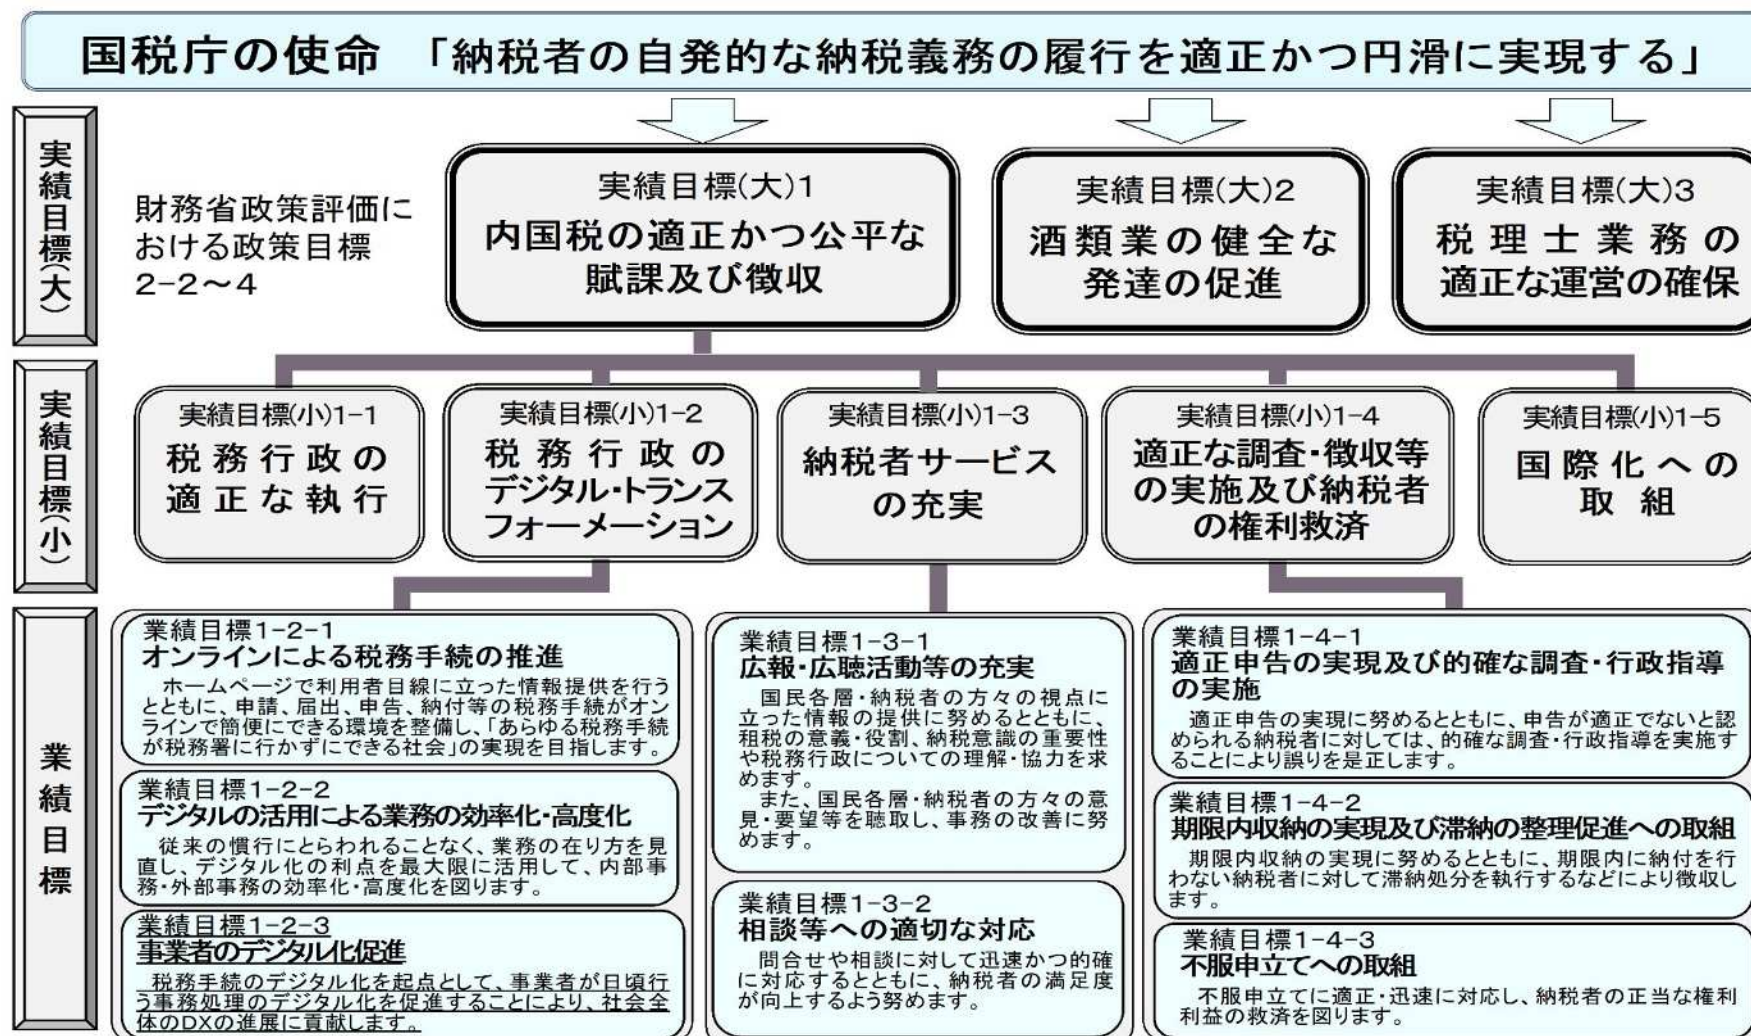 国税庁の使命　「納税者の自発的な納税義務の履行を適正かつ円滑に実現する」
実績目標(大)
財務省政策評価に
おける政策目標
2-2～4
実績目標(大)1
内国税の適正かつ公平な
賦課及び徴収
実績目標(大)2
酒類業の健全な
発達の促進
実績目標(大)3
税理士業務の
適正な運営の確保
実績目標(小)
実績目標(小)1-1
税務行政の
適正な執行
実績目標(小)1-2
税務行政の
デジタル・トランス
フォーメーション
実績目標(小)1-3
納税者サービス
の充実
実績目標(小)1-4
適正な調査・徴収等
の実施及び納税者
の権利救済
実績目標(小)1-5
国際化への
取組
業績目標
業績目標1-2-1
オンラインによる税務手続の推進
ホームページで利用者目線に立った情報提供を行う
とともに、申請、届出、申告、納付等の税務手続がオン
ラインで簡便にできる環境を整備し、「あらゆる税務手続
が税務署に行かずにできる社会」の実現を目指します。
業績目標1-2-2
デジタルの活用による業務の効率化・高度化
従来の慣行にとらわれることなく、業務の在り方を見
直し、デジタル化の利点を最大限に活用して、内部事
務・外部事務の効率化・高度化を図ります。
業績目標1-2-3
事業者のデジタル化促進
税務手続のデジタル化を起点として、事業者が日頃行
う事務処理のデジタル化を促進することにより、社会全
体のDXの進展に貢献します。
業績目標1-3-1
広報・広聴活動等の充実
国民各層・納税者の方々の視点に
立った情報の提供に努めるとともに、
租税の意義・役割、納税意識の重要性
や税務行政についての理解・協力を求
めます。
また、国民各層・納税者の方々の意
見・要望等を聴取し、事務の改善に努
めます。
業績目標1-3-2
相談等への適切な対応
問合せや相談に対して迅速かつ的確
に対応するとともに、納税者の満足度
が向上するよう努めます。
業績目標1-4-1
適正申告の実現及び的確な調査・行政指導
の実施
適正申告の実現に努めるとともに、申告が適正でないと認
められる納税者に対しては、的確な調査・行政指導を実施す
ることにより誤りを是正します。
業績目標1-4-2
期限内収納の実現及び滞納の整理促進への取組
期限内収納の実現に努めるとともに、期限内に納付を行
わない納税者に対して滞納処分を執行するなどにより徴収し
ます。
業績目標1-4-3
不服申立てへの取組
不服申立てに適正・迅速に対応し、納税者の正当な権利
利益の救済を図ります。